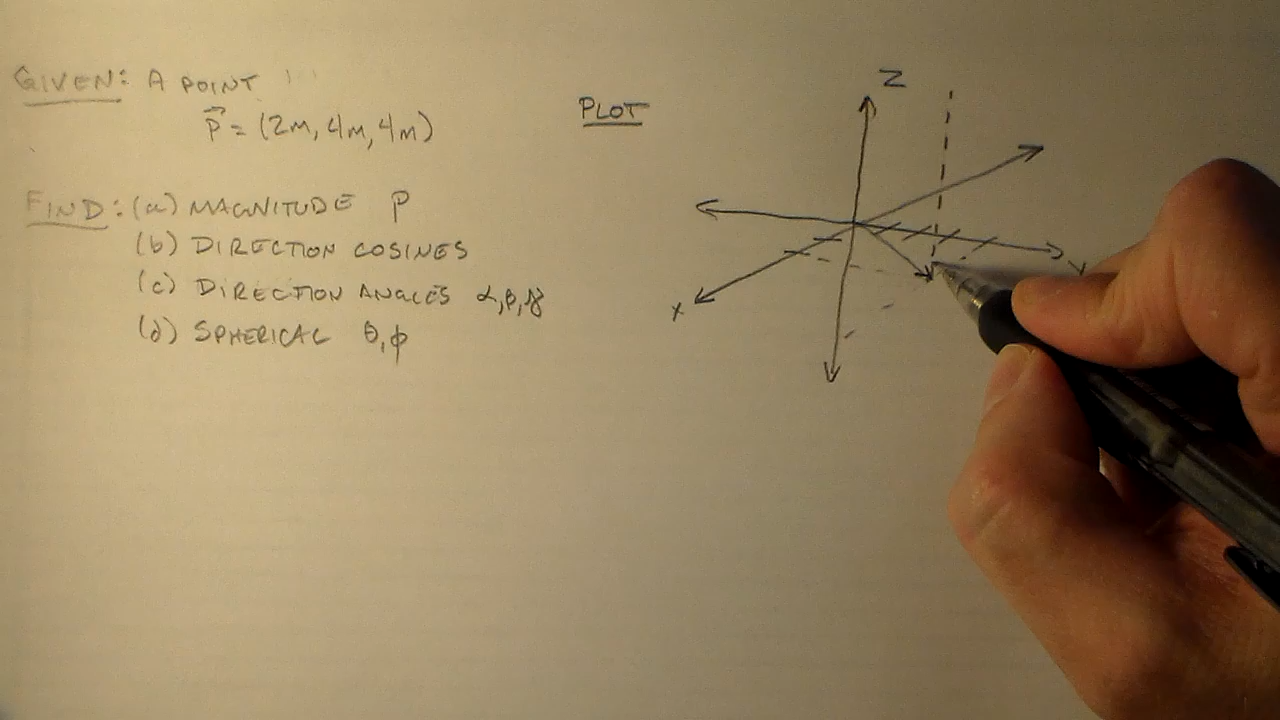 GIVEN: A POINT
P = (2m, 4m, 4m)
FIND: (a) MAGNITUDE P
(b) DIRECTION COSINES
(c) DIRECTION ANGLES α, β, γ
(d) SPHERICAL θ, φ
PLOT
Z
X
Y